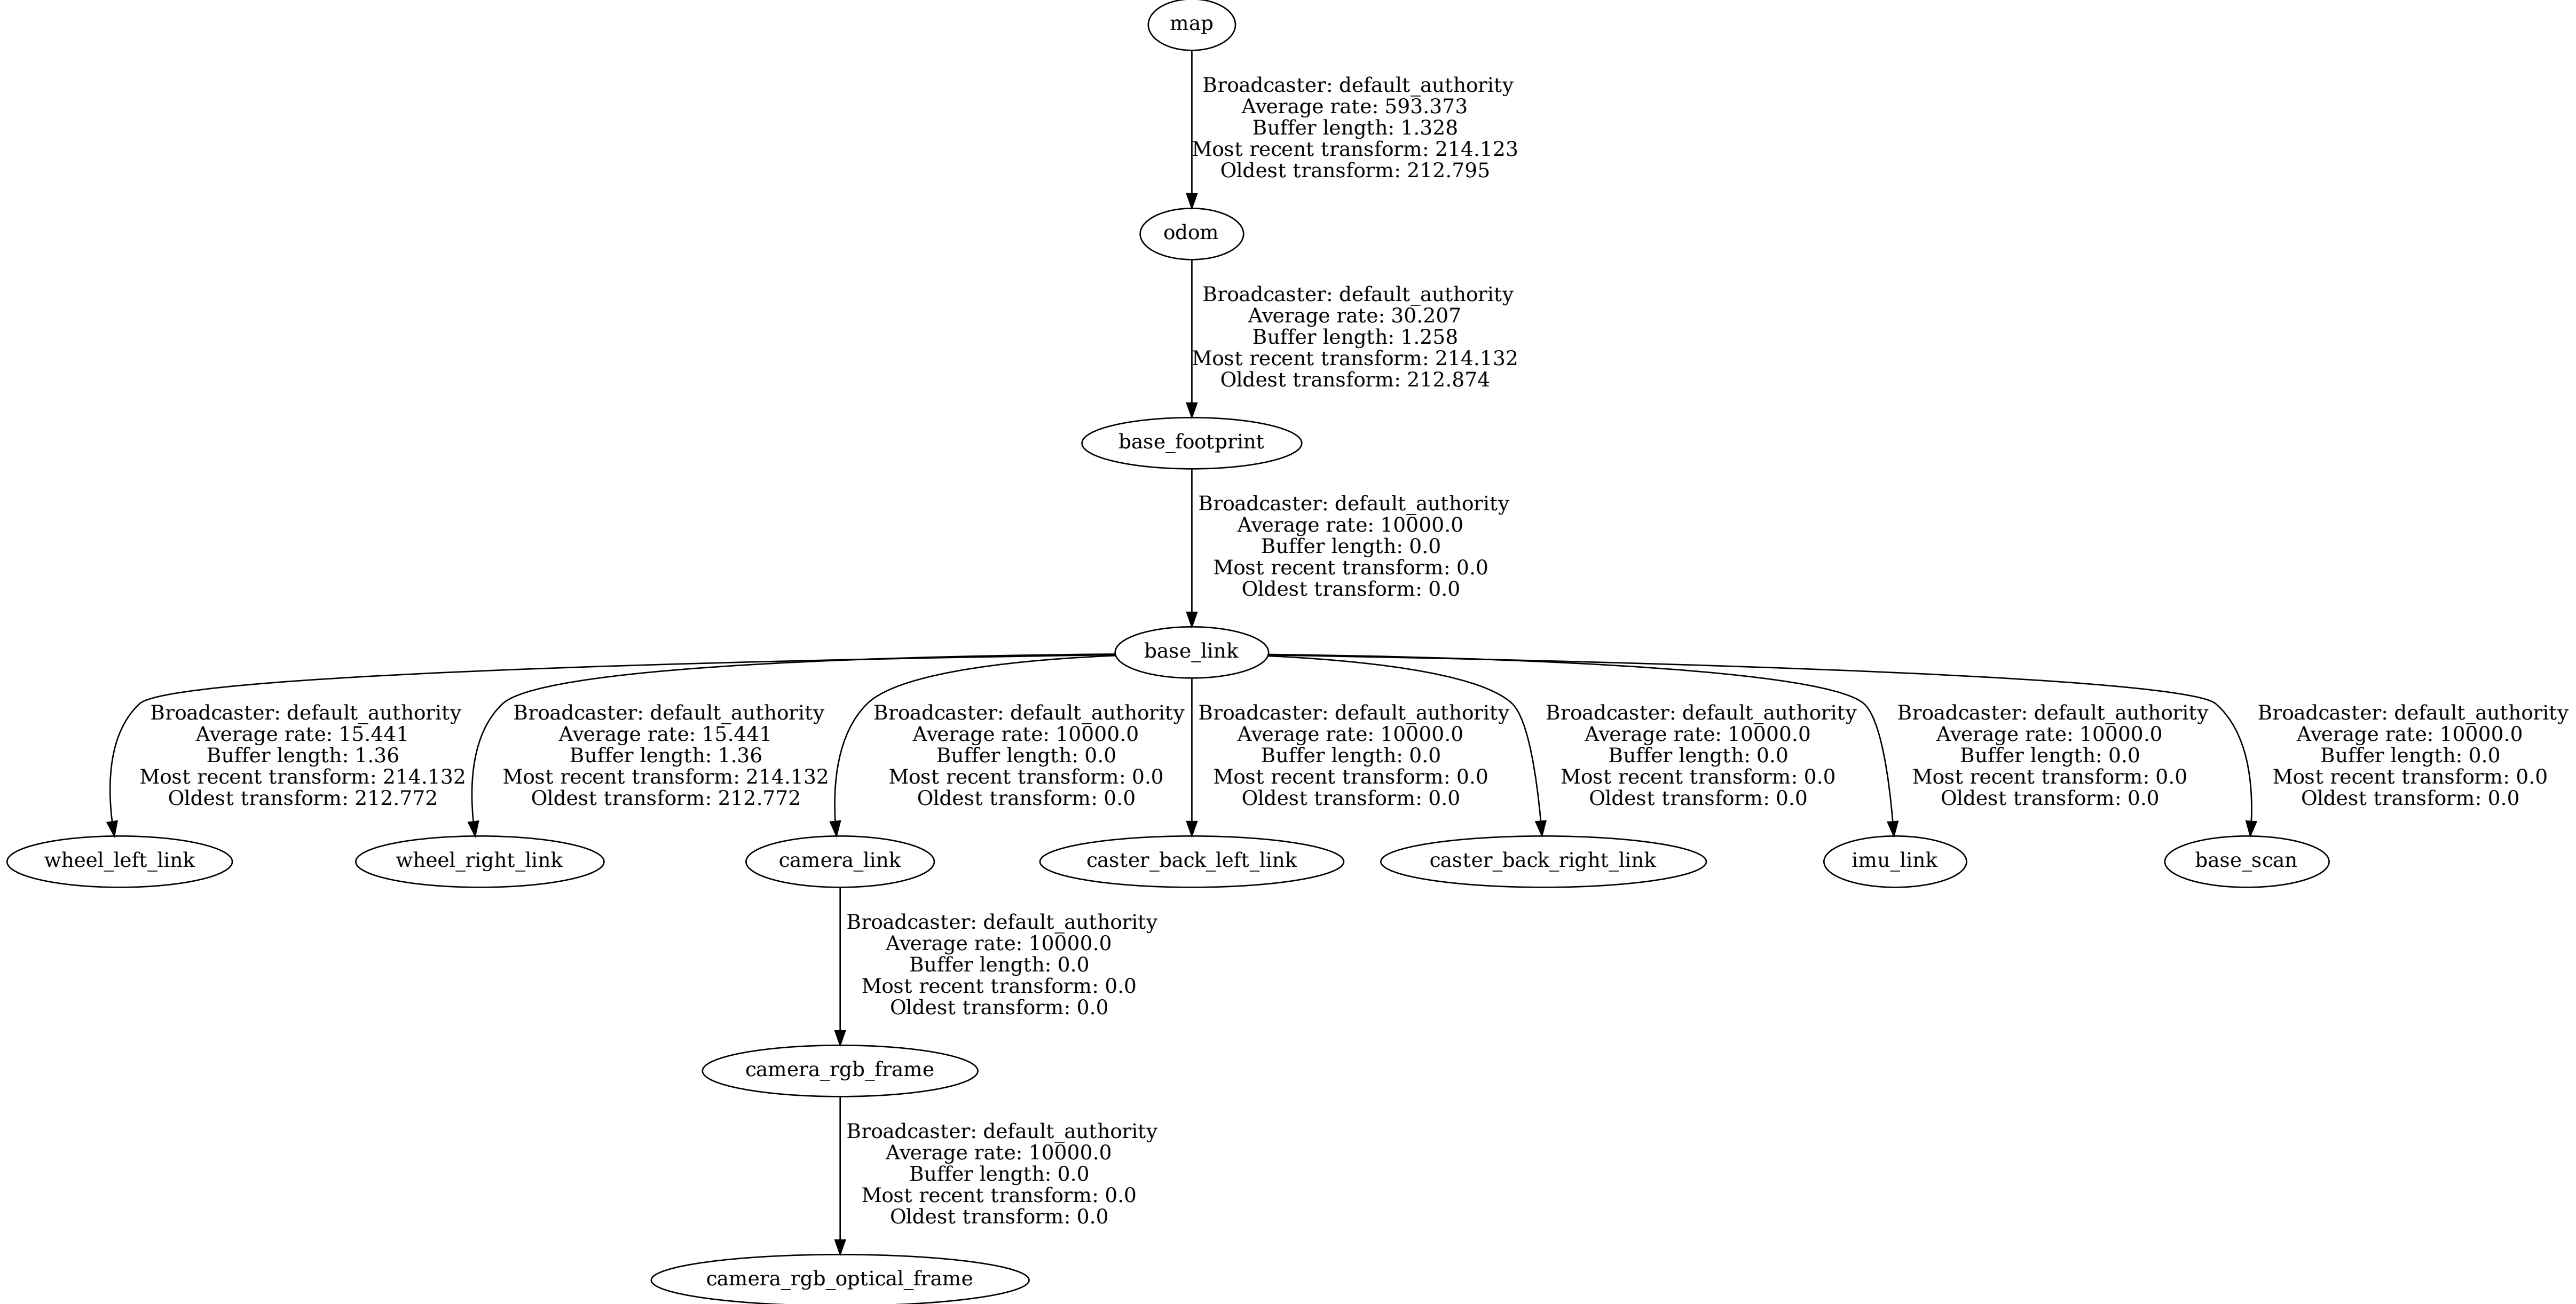 map
Broadcaster: default_authority
Average rate: 593.373
Buffer length: 1.328
Most recent transform: 214.123
Oldest transform: 212.795
odom
Broadcaster: default_authority
Average rate: 30.207
Buffer length: 1.258
Most recent transform: 214.132
Oldest transform: 212.874
base_footprint
Broadcaster: default_authority
Average rate: 10000.0
Buffer length: 0.0
Most recent transform: 0.0
Oldest transform: 0.0
base_link
Broadcaster: default_authority
Average rate: 15.441
Buffer length: 1.36
Most recent transform: 214.132
Oldest transform: 212.772
Broadcaster: default_authority
Average rate: 15.441
Buffer length: 1.36
Most recent transform: 214.132
Oldest transform: 212.772
Broadcaster: default_authority
Average rate: 10000.0
Buffer length: 0.0
Most recent transform: 0.0
Oldest transform: 0.0
Broadcaster: default_authority
Average rate: 10000.0
Buffer length: 0.0
Most recent transform: 0.0
Oldest transform: 0.0
Broadcaster: default_authority
Average rate: 10000.0
Buffer length: 0.0
Most recent transform: 0.0
Oldest transform: 0.0
Broadcaster: default_authority
Average rate: 10000.0
Buffer length: 0.0
Most recent transform: 0.0
Oldest transform: 0.0
Broadcaster: default_authority
Average rate: 10000.0
Buffer length: 0.0
Most recent transform: 0.0
Oldest transform: 0.0
wheel_left_link
wheel_right_link
camera_link
caster_back_left_link
caster_back_right_link
imu_link
base_scan
Broadcaster: default_authority
Average rate: 10000.0
Buffer length: 0.0
Most recent transform: 0.0
Oldest transform: 0.0
camera_rgb_frame
Broadcaster: default_authority
Average rate: 10000.0
Buffer length: 0.0
Most recent transform: 0.0
Oldest transform: 0.0
camera_rgb_optical_frame